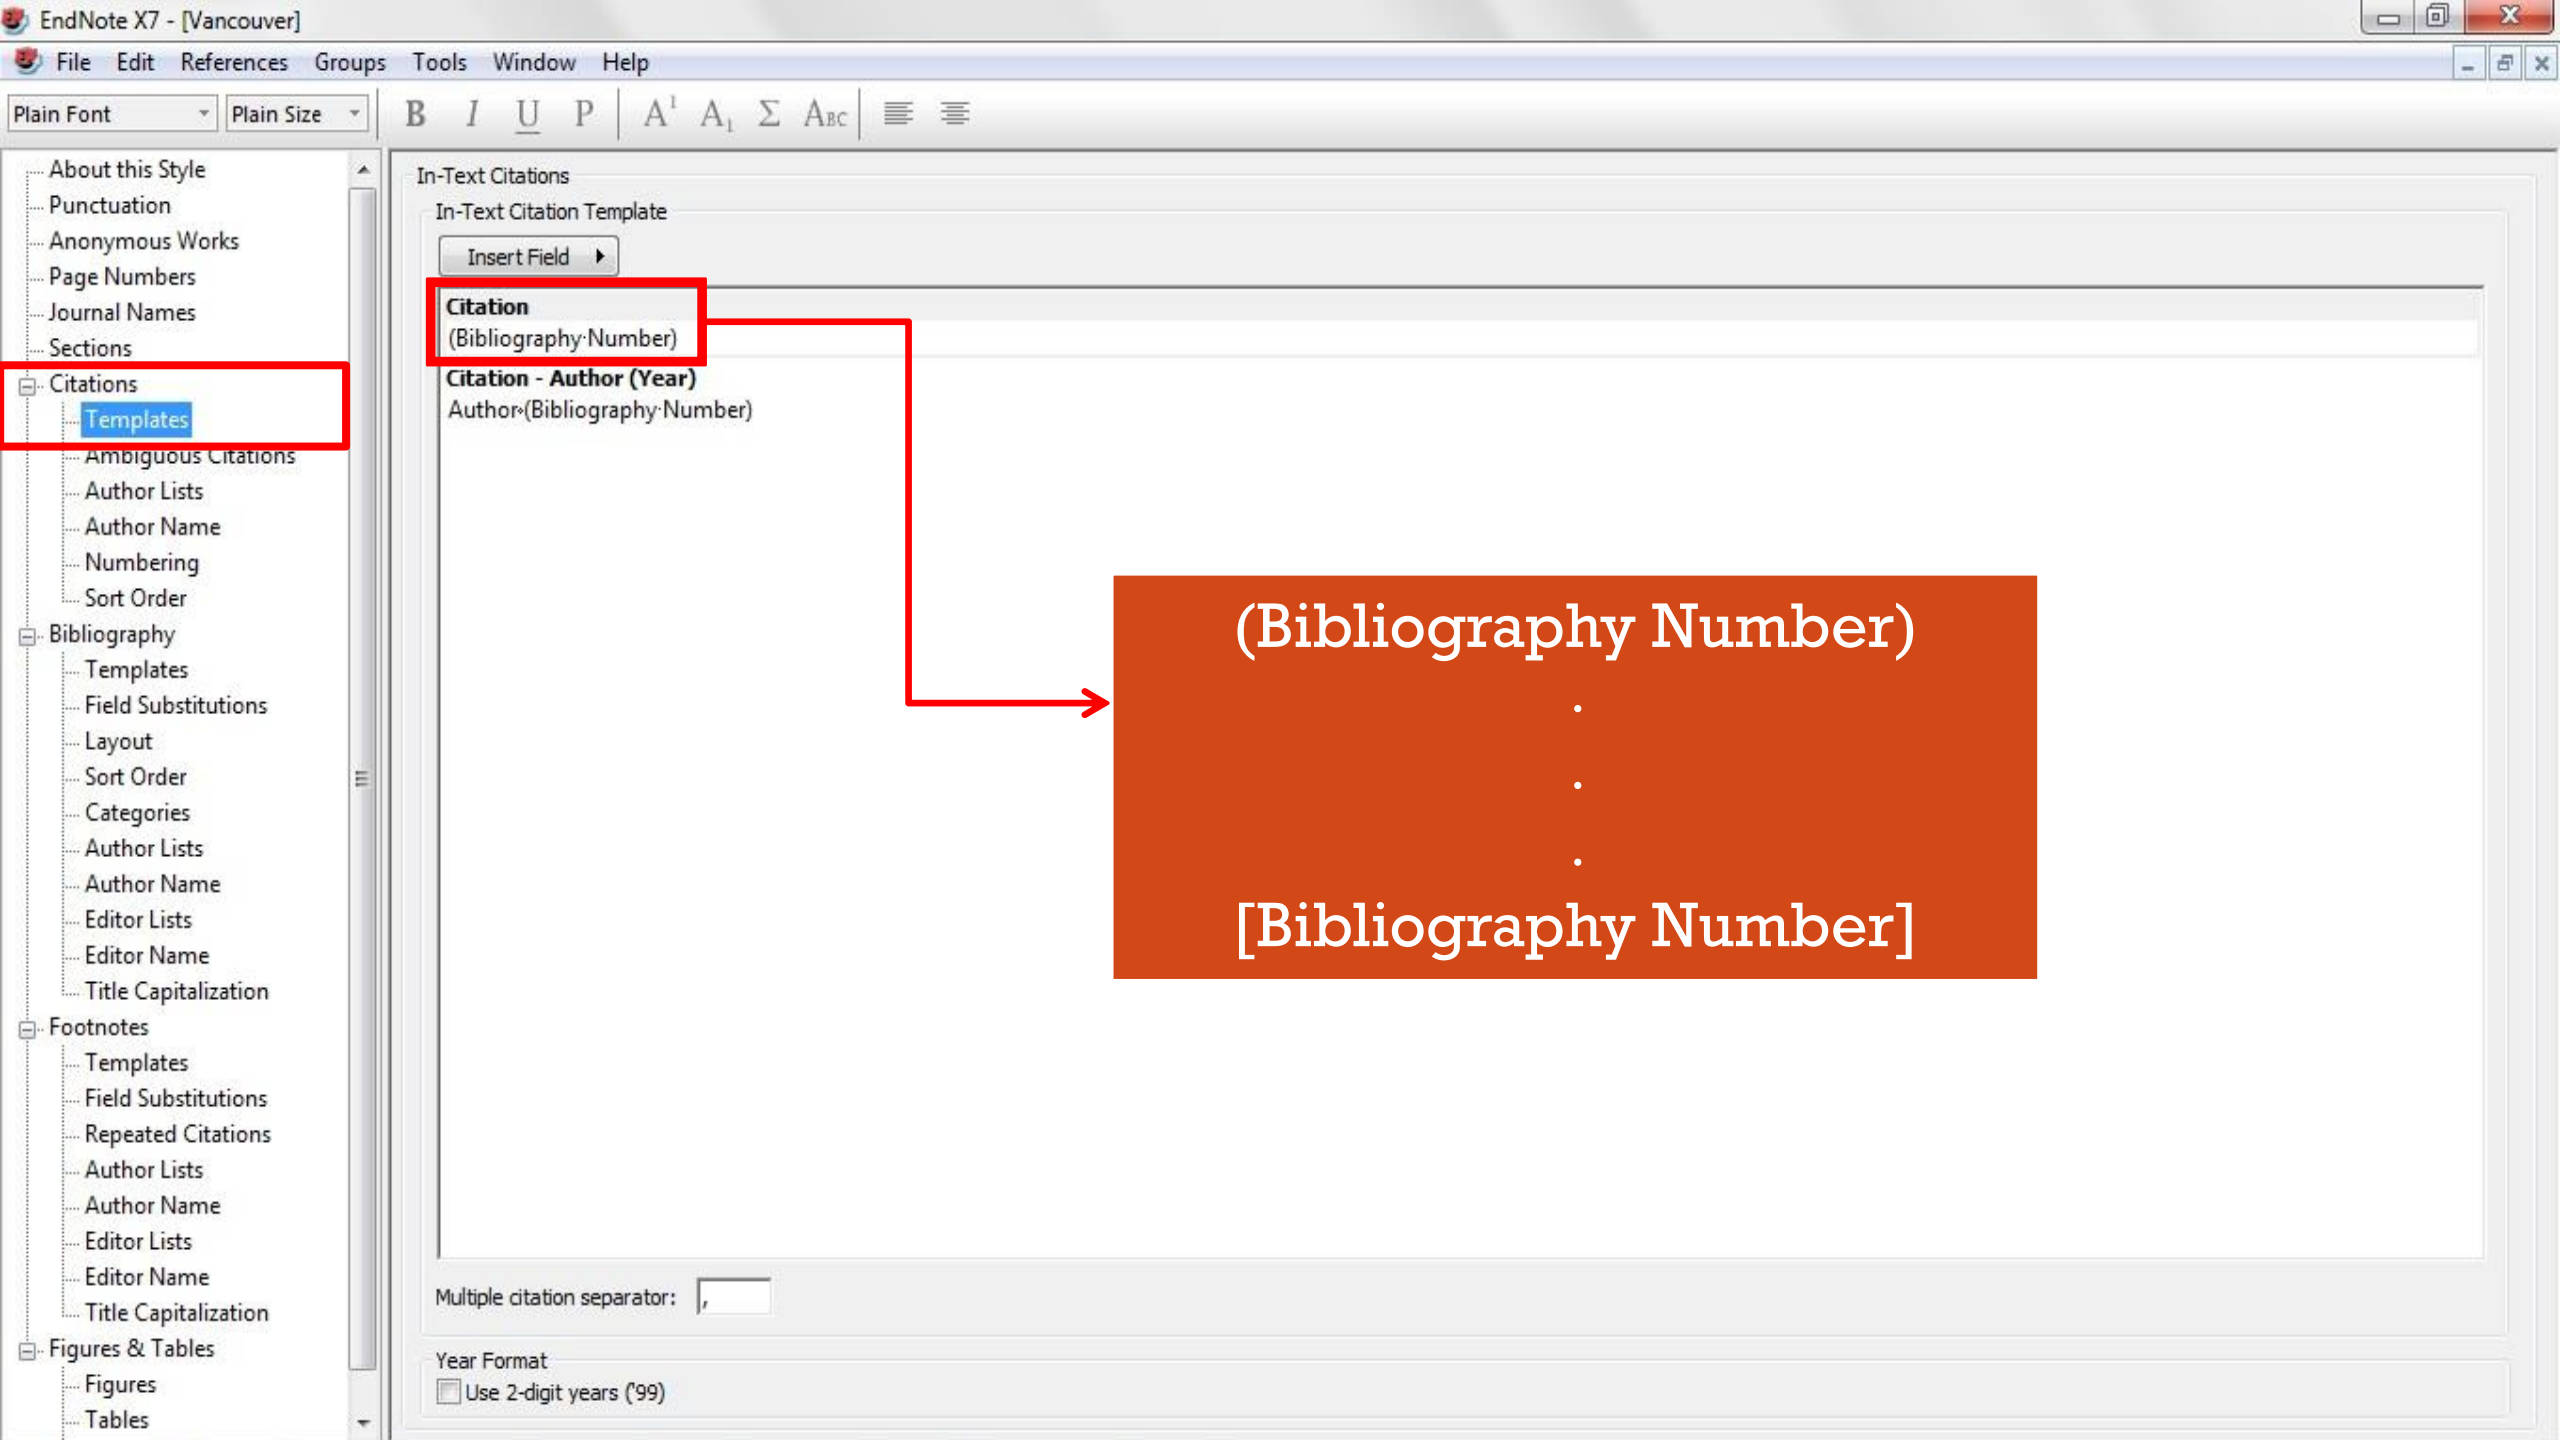 EndNote X7 - [Vancouver]
File Edit References Groups Tools Window Help
Plain Font Plain Size B I U P A¹ A₁ Σ ABC
About this Style
Punctuation
Anonymous Works
Page Numbers
Journal Names
Sections
Citations
Templates
Ambiguous Citations
Author Lists
Author Name
Numbering
Sort Order
Bibliography
Templates
Field Substitutions
Layout
Sort Order
Categories
Author Lists
Author Name
Editor Lists
Editor Name
Title Capitalization
Footnotes
Templates
Field Substitutions
Repeated Citations
Author Lists
Author Name
Editor Lists
Editor Name
Title Capitalization
Figures & Tables
Figures
Tables
In-Text Citations
In-Text Citation Template
Insert Field
Citation
(Bibliography·Number)
Citation - Author (Year)
Author·(Bibliography·Number)
(Bibliography Number)
.
.
.
[Bibliography Number]
Multiple citation separator: ,
Year Format
Use 2-digit years ('99)